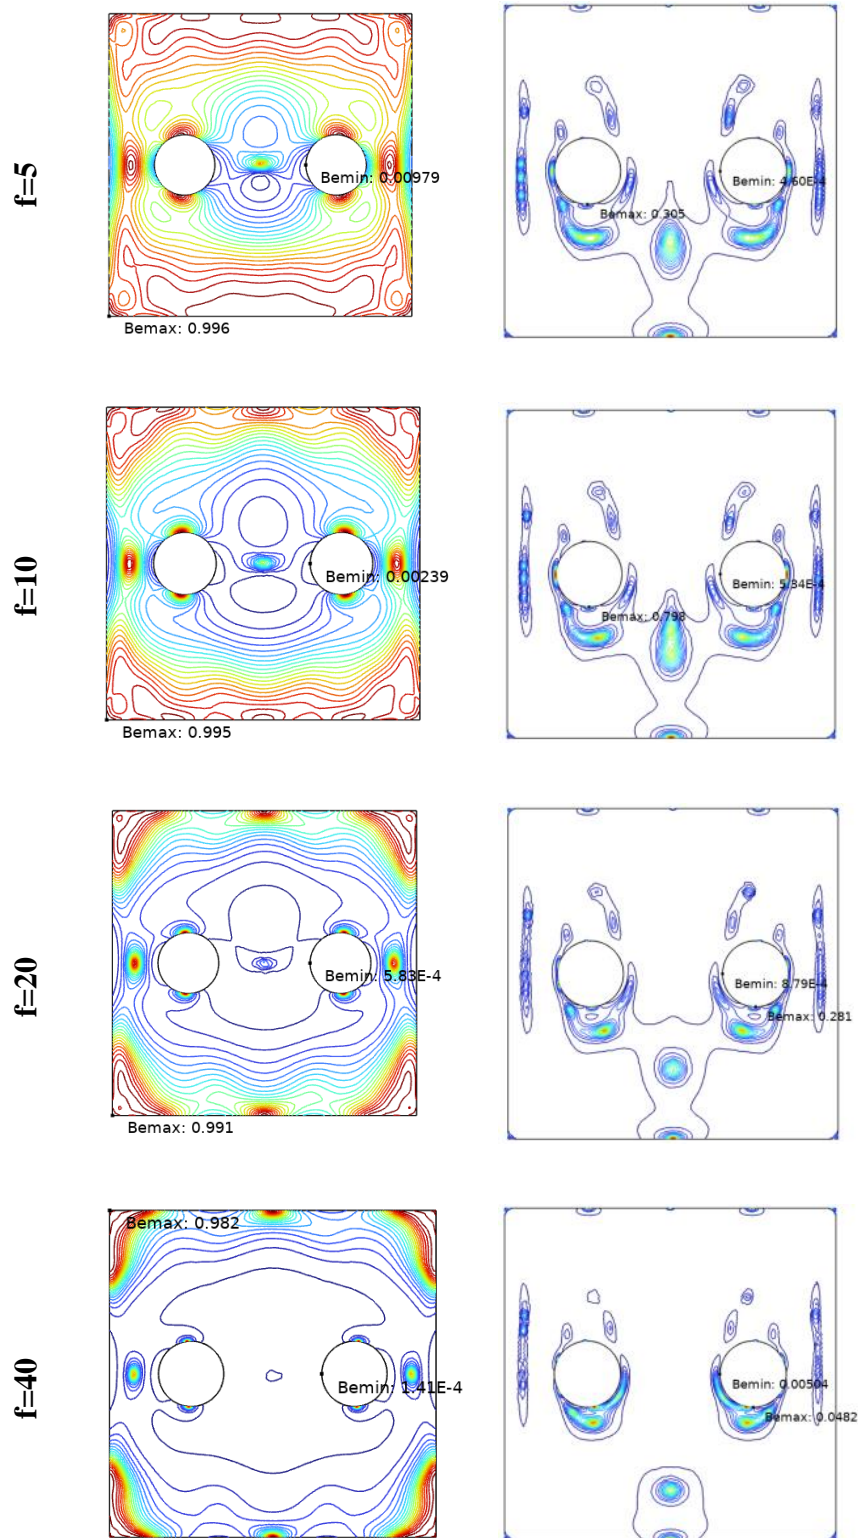 f=5
Bemin: 0.00979
Bemax: 0.996
Bemin: 4.60E-4
Bemax: 0.305
f=10
Bemin: 0.00239
Bemax: 0.995
Bemin: 5.34E-4
Bemax: 0.798
f=20
Bemin: 5.83E-4
Bemax: 0.991
Bemin: 8.79E-4
Bemax: 0.281
f=40
Bemax: 0.982
Bemin: 1.41E-4
Bemin: 0.00504
Bemax: 0.0482